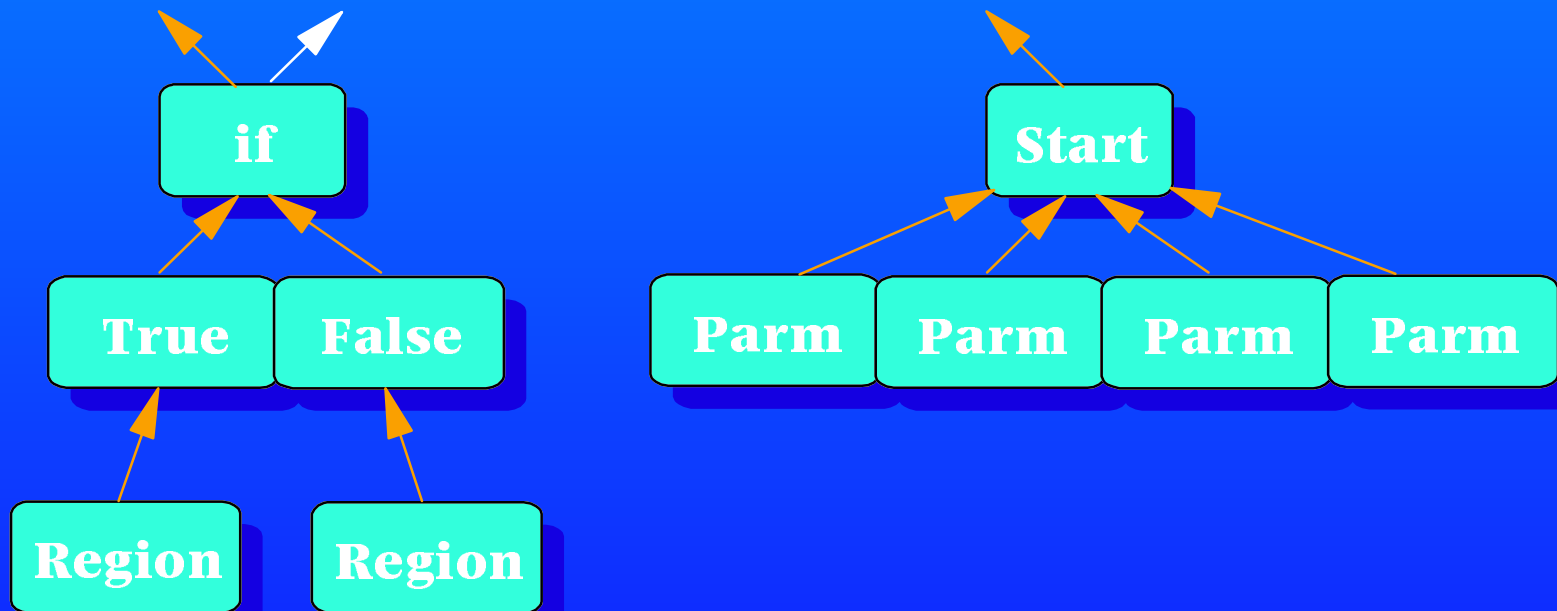 if
Start
True
False
Parm
Parm
Parm
Parm
Region
Region